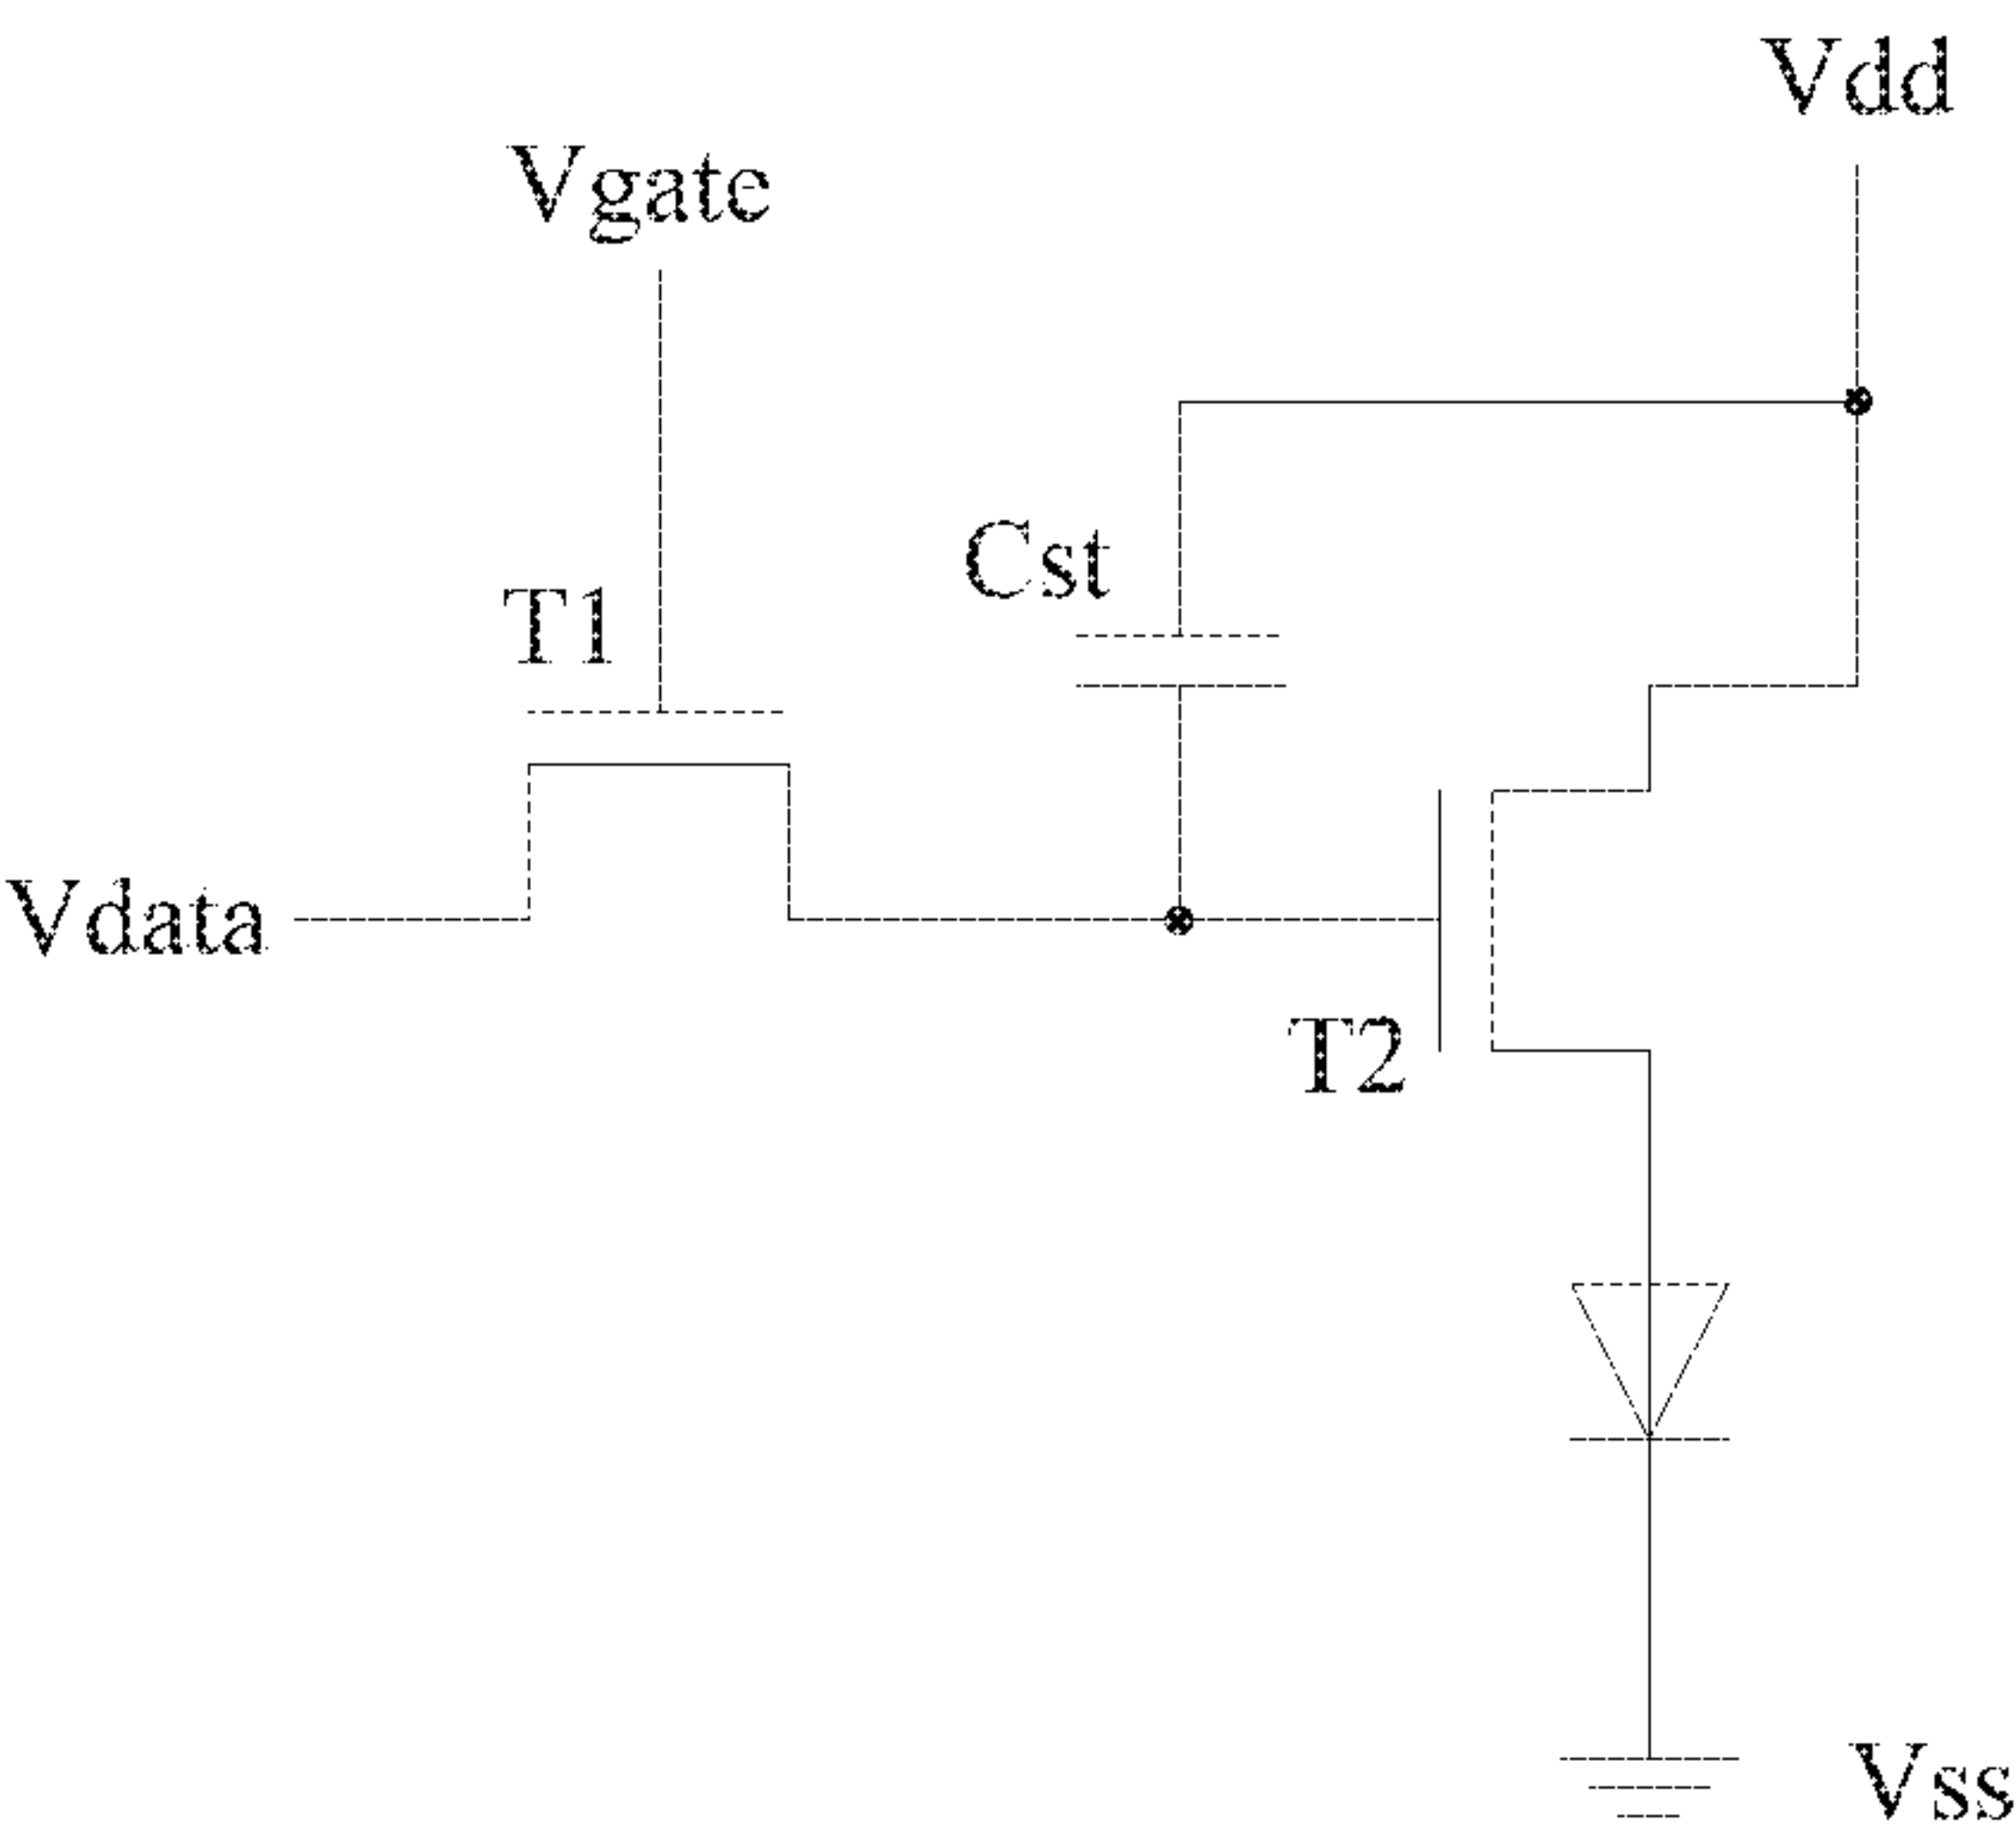 Vdd
Vgate
Cst
T1
Vdata
T2
Vss